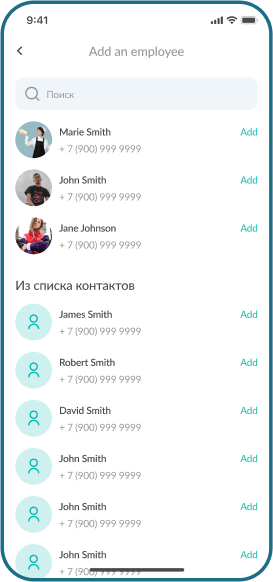 9:41
Add an employee
Поиск
Marie Smith
Add
+ 7 (900) 999 9999
John Smith
Add
+ 7 (900) 999 9999
Jane Johnson
Add
+ 7 (900) 999 9999
Из списка контактов
James Smith
Add
+ 7 (900) 999 9999
Robert Smith
Add
+ 7 (900) 999 9999
David Smith
Add
+ 7 (900) 999 9999
John Smith
Add
+ 7 (900) 999 9999
John Smith
Add
+ 7 (900) 999 9999
John Smith
Add
+ 7 (900) 999 9999